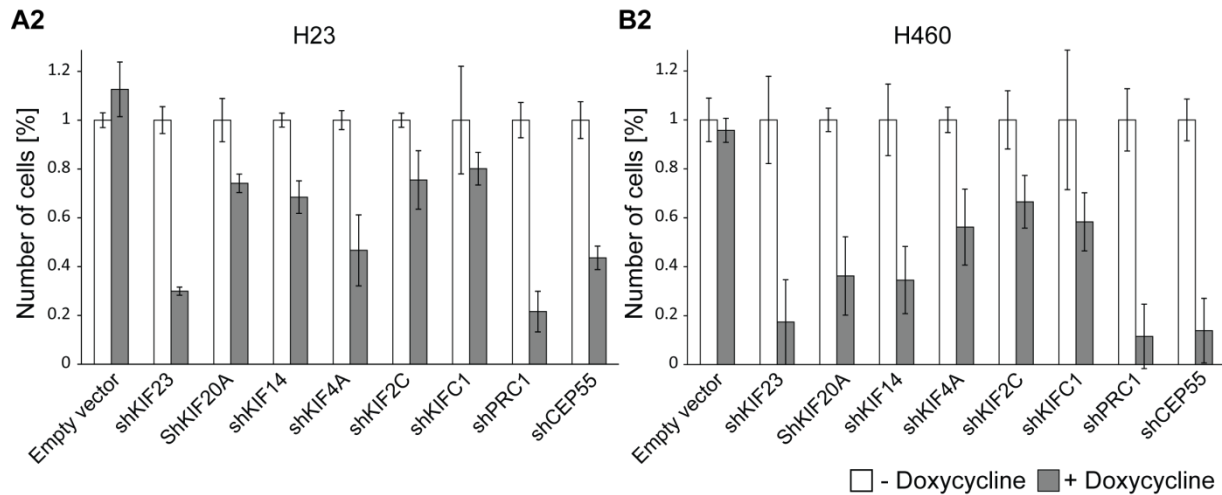 A2
H23
Number of cells [%]
1.2
1
0.8
0.6
0.4
0.2
0
Empty vector
shKIF23
ShKIF20A
shKIF14
shKIF4A
shKIF2C
shKIFC1
shPRC1
shCEP55
B2
H460
Number of cells [%]
1.2
1
0.8
0.6
0.4
0.2
0
Empty vector
shKIF23
ShKIF20A
shKIF14
shKIF4A
shKIF2C
shKIFC1
shPRC1
shCEP55
- Doxycycline + Doxycycline